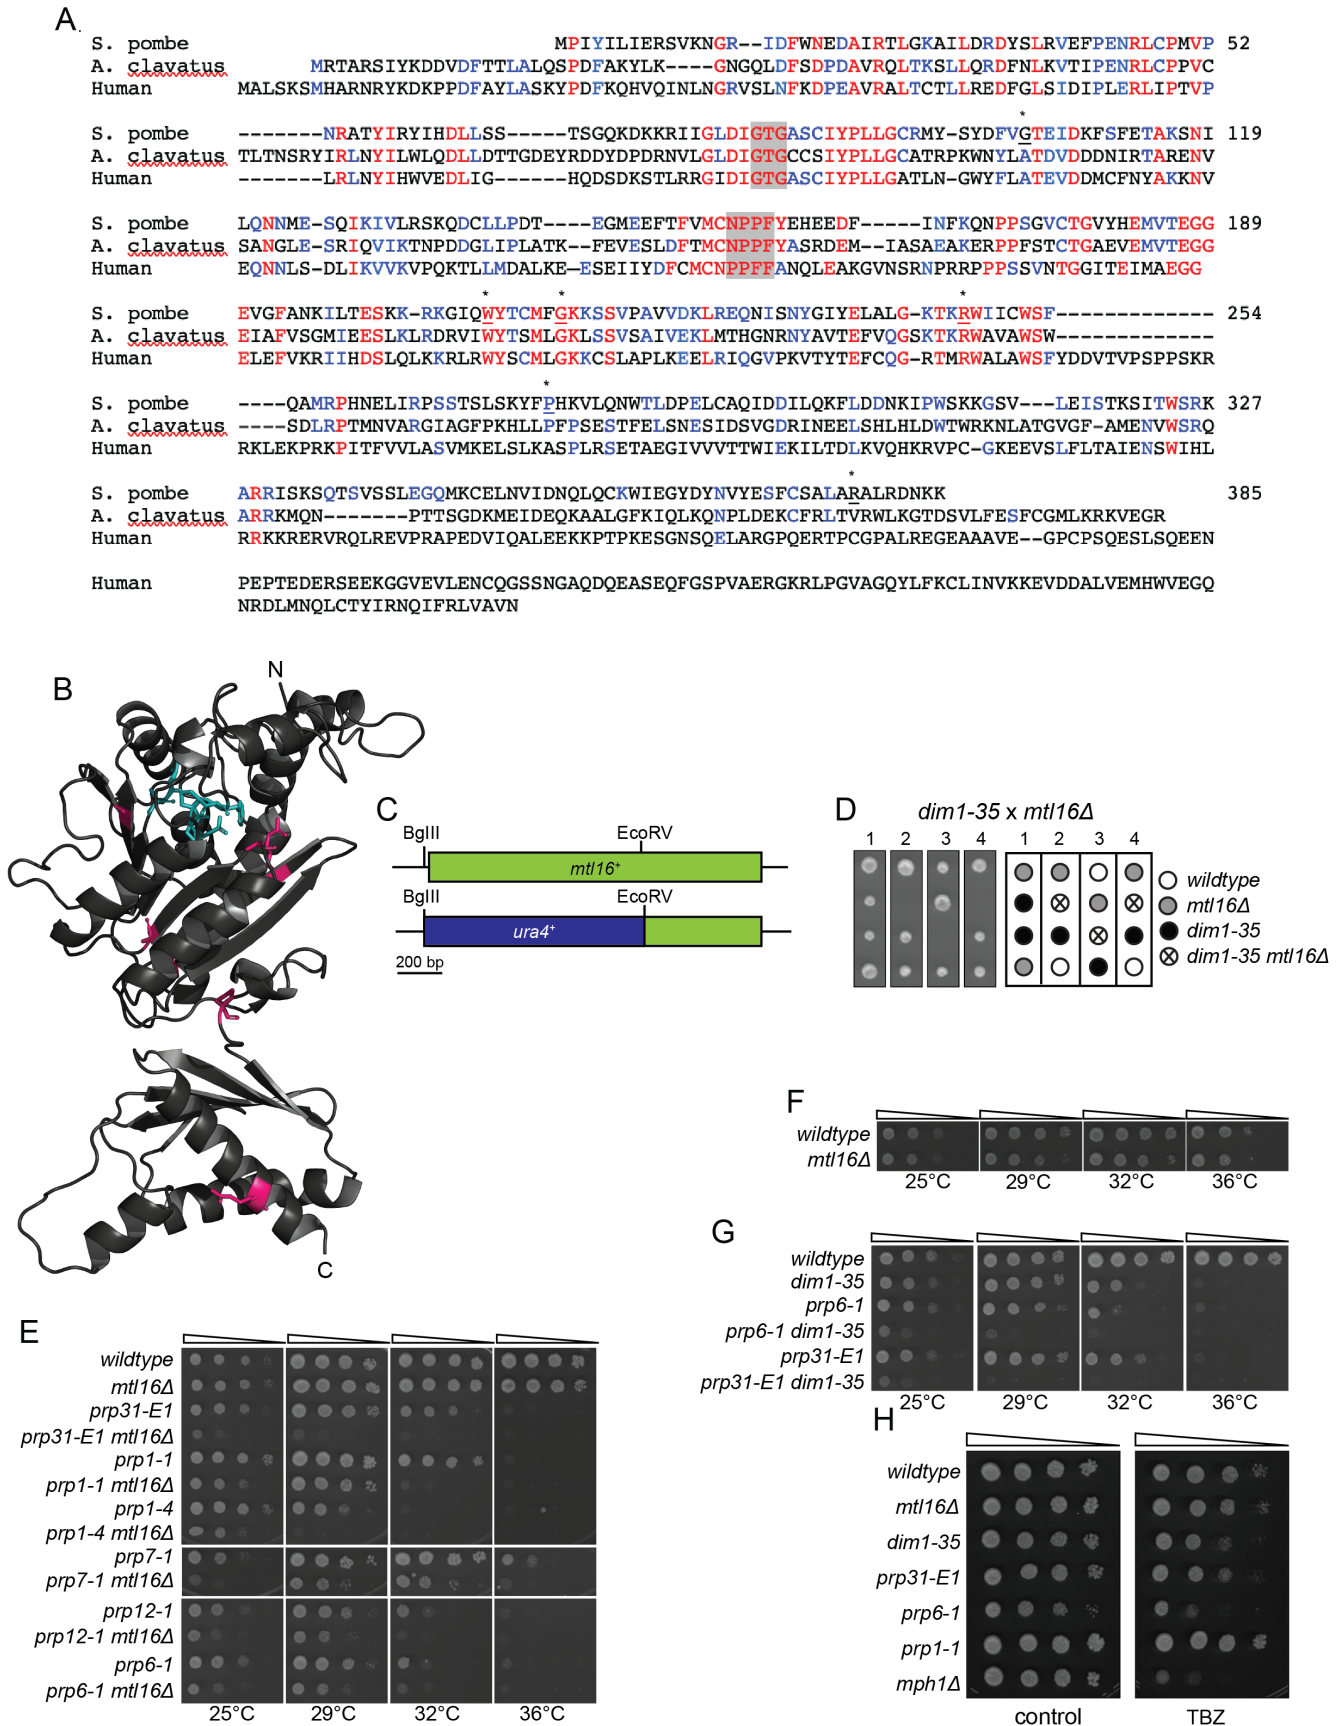 A.
S. pombe MPIYILIERSVKNGR--IDFWNEDAIRTLGKAILDRDYSLRVEFPENRLCPMVP 52
A. clavatus MRTARSIYKDDVDFTTLALQSPDFAKYLK----GNGQLDFSDPDAVRQLTKSLLQRDFNLKVTIPENRLCPPVC
Human MALSKSMHARNRYKDKPPDFAYLASKYPDFKQHVQINLNGRVSLNFKDPEAVRALTCTLLREDFGLSIDIPLERLIPTVP
*
S. pombe -------NRATYIRYIHDLLSS-----TSGQKDKKRIIGLDIGTGASCIYPLLGCRMY-SYDFVGTEIDKFSFETAKSNI 119
A. clavatus TLTNSRYIRLNYILWLQDLLDTTGDEYRDDYDPDRNVLGLDIGTGCCSIYPLLGCATRPKWNYLATDVDDDNIRTARENV
Human -------LRLNYIHWVEDLIG------HQDSDKSTLRRGIDIGTGASCIYPLLGATLN-GWYFLATEVDDMCFNYAKKNV
S. pombe LQNNME-SQIKIVLRSKQDCLLPDT----EGMEEFTFVMCNPPFYEHEEDF-----INFKQNPPSGVCTGVYHEMVTEGG 189
A. clavatus SANGLE-SRIQVIKTNPDDGLIPLATK--FEVESLDFTMCNPPFYASRDEM---IASAEAKERPPFSTCTGAEVEMVTEGG
Human EQNNLS-DLIKVVKVPQKTLLMDALKE--ESEIIYDFCMCNPPFFANQLEAKGVNSRNPRRPPPSSVNTGGITEIMAEGG
* * *
S. pombe EVGFANKILTESKK-RKGIQWYTCMFGKKSSVPAVVDKLREQNISNYGIYELALG-KTKRWIICWSF------------- 254
A. clavatus EIAFVSGMIEESLKLRDRVIWYTSMLGKLSSVSAIVEKLMTHGNRNYAVTEFVQGSKTKRWAVAWSW-------------
Human ELEFVKRIIHDSLQLKKRLRWYSCMLGKKCSLAPLKEELRIQGVPKVTYTEFCQG-RTMRWALAWSFYDDVTVPSPPSKR
*
S. pombe ----QAMRPHNELIRPSSTSLSKYFPHKVLQNWTLDPELCAQIDDILQKFLDDNKIPWSKKGSV---LEISTKSITWSRK 327
A. clavatus ----SDLRPTMNVARGIAGFPKHLLPFPSESTFELSNESIDSVGDRINEELSHLHLDWTWRKNLATGVGF-AMENVWSRQ
Human RKLEKPRKPITFVVLASVMKELSLKASPLRSETAEGIVVVTTWIEKILTDLKVQHKRVPC-GKEEVSLFLTAIENSWIHL
*
S. pombe ARRISKSQTSVSSLEGQMKCELNVIDNQLQCKWIEGYDYNVYESFCSALARALRDNKK 385
A. clavatus ARRKMQN-------PTTSGDKMEIDEQKAALGFKIQLKQNPLDEKCFRLTVRWLKGTDSVLFESFCGMLKRKVEGR
Human RRKKRERVRQLREVPRAPEDVIQALEEKKPTPKESGNSQELARGPQERTPCGPALREGEAAAVE--GPCPSQESLSQEEN
Human PEPTEDERSEEKGGVEVLENCQGSSNGAQDQEASEQFGSPVAERGKRLPGVAGQYLFKCLINVKKEVDDALVEMHWVEGQ
NRDLMNQLCTYIRNQIFRLVAVN
B
N
C
C
BglII EcoRV
mtl16+
BglII EcoRV
ura4+
200 bp
D
dim1-35 x mtl16Δ
1 2 3 4 1 2 3 4
wildtype
mtl16Δ
dim1-35
dim1-35 mtl16Δ
E
wildtype
mtl16Δ
prp31-E1
prp31-E1 mtl16Δ
prp1-1
prp1-1 mtl16Δ
prp1-4
prp1-4 mtl16Δ
prp7-1
prp7-1 mtl16Δ
prp12-1
prp12-1 mtl16Δ
prp6-1
prp6-1 mtl16Δ
25°C 29°C 32°C 36°C
F
wildtype
mtl16Δ
25°C 29°C 32°C 36°C
G
wildtype
dim1-35
prp6-1
prp6-1 dim1-35
prp31-E1
prp31-E1 dim1-35
25°C 29°C 32°C 36°C
H
wildtype
mtl16Δ
dim1-35
prp31-E1
prp6-1
prp1-1
mph1Δ
control TBZ